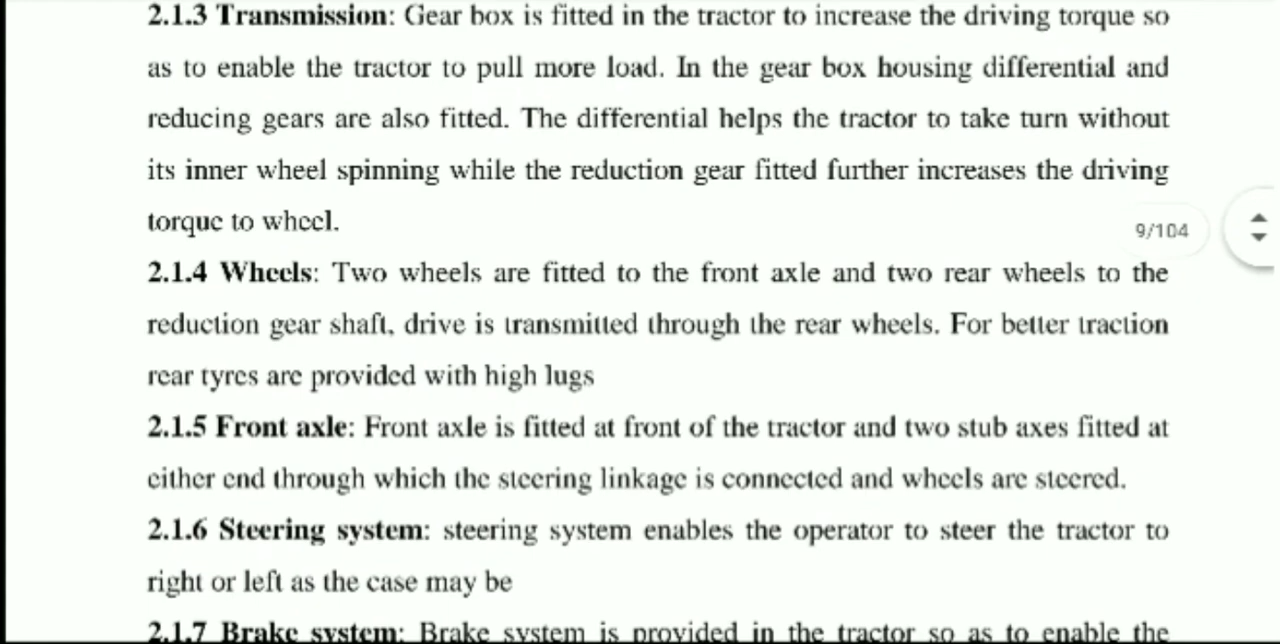 2.1.3 Transmission: Gear box is fitted in the tractor to increase the driving torque so
as to enable the tractor to pull more load. In the gear box housing differential and
reducing gears are also fitted. The differential helps the tractor to take turn without
its inner wheel spinning while the reduction gear fitted further increases the driving
torque to wheel.
9/104
2.1.4 Wheels: Two wheels are fitted to the front axle and two rear wheels to the
reduction gear shaft, drive is transmitted through the rear wheels. For better traction
rear tyres are provided with high lugs
2.1.5 Front axle: Front axle is fitted at front of the tractor and two stub axes fitted at
either end through which the steering linkage is connected and wheels are steered.
2.1.6 Steering system: steering system enables the operator to steer the tractor to
right or left as the case may be
2.1.7 Brake system: Brake system is provided in the tractor so as to enable the